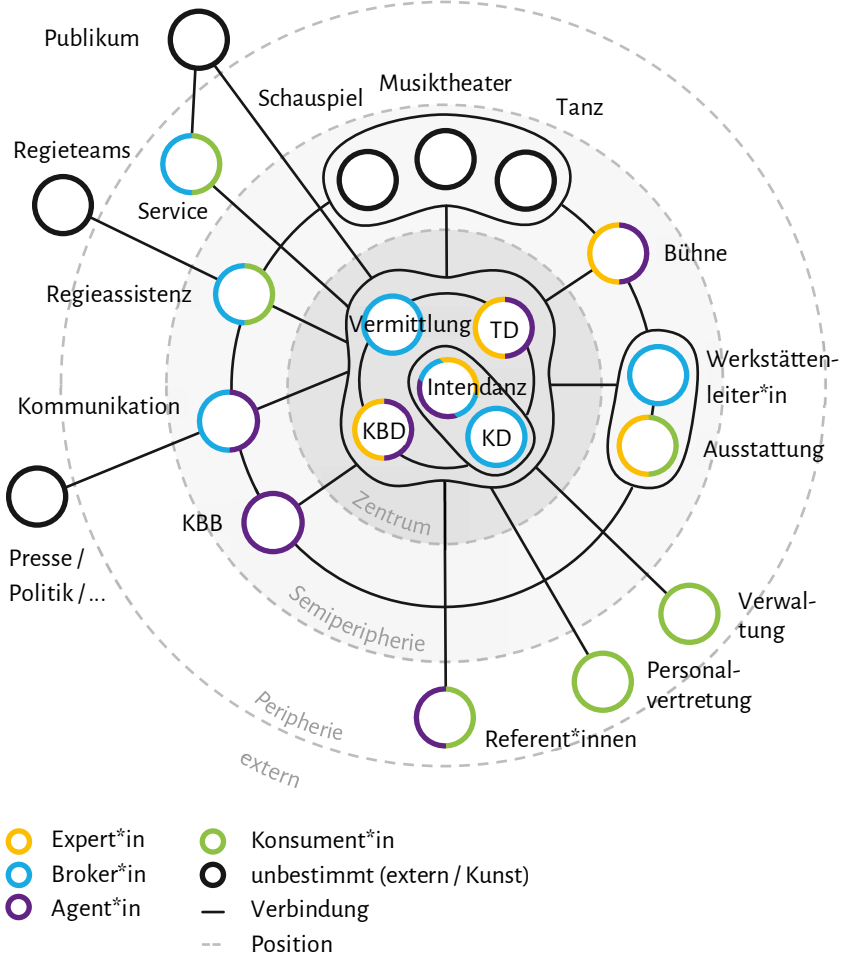 Publikum
Schauspiel
Musiktheater
Tanz
Regieteams
Service
Bühne
Regieassistenz
Vermittlung
TD
Werkstätten-
leiter*in
Intendanz
Kommunikation
KBD
KD
Ausstattung
KBB
Zentrum
Presse /
Politik / ...
Semiperipherie
Verwal-
tung
Personal-
vertretung
Peripherie
Referent*innen
extern
Expert*in
Broker*in
Agent*in
Konsument*in
unbestimmt (extern / Kunst)
Verbindung
Position